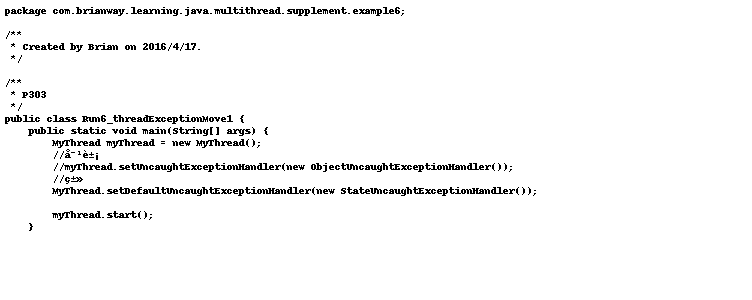 package com.brianway.learning.java.multithread.supplement.example6;
/**
 * Created by Brian on 2016/4/17.
 */
/**
 * P303
 */
public class Run6_threadExceptionMove1 {
    public static void main(String[] args) {
        MyThread myThread = new MyThread();
        //å¯¹è±¡
        //myThread.setUncaughtExceptionHandler(new ObjectUncaughtExceptionHandler());
        //ç±»
        MyThread.setDefaultUncaughtExceptionHandler(new StateUncaughtExceptionHandler());
        myThread.start();
    }